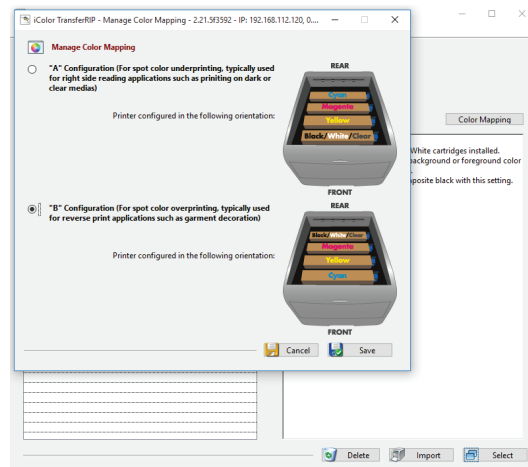 iColor TransferRIP - Manage Color Mapping - 2.21.5f3592 - IP: 192.168.112.120, 0....
Manage Color Mapping
"A" Configuration (For spot color underprinting, typically used
for right side reading applications such as priniting on dark or
clear medias)
Printer configured in the following orientation:
REAR
Cyan
Magenta
Yellow
Black/White/Clear
FRONT
"B" Configuration (For spot color overprinting, typically used
for reverse print applications such as garment decoration)
Printer configured in the following orientation:
REAR
Black/White/Clear
Magenta
Yellow
Cyan
FRONT
Cancel
Save
Color Mapping
White cartridges installed.
background or foreground color
posite black with this setting.
Delete
Import
Select